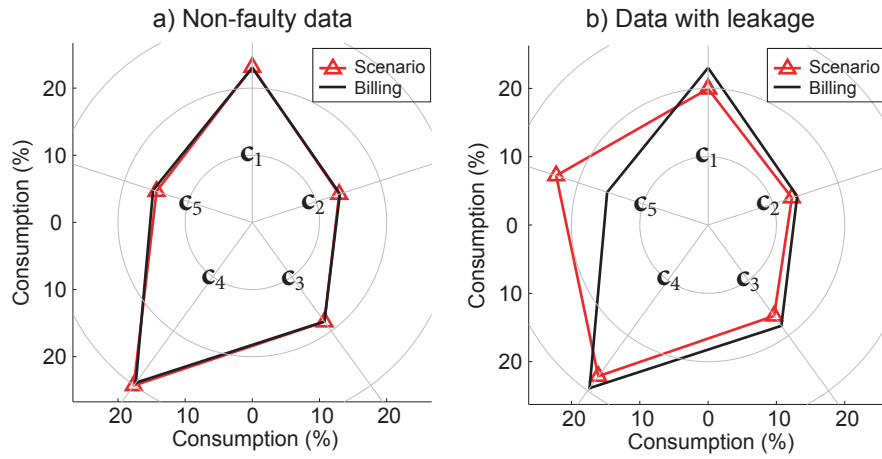 a) Non-faulty data
Consumption (%)
20
10
0
10
20
Scenario
Billing
c1
c2
c3
c4
c5
20 10 0 10 20
Consumption (%)
b) Data with leakage
Consumption (%)
20
10
0
10
20
Scenario
Billing
c1
c2
c3
c4
c5
20 10 0 10 20
Consumption (%)